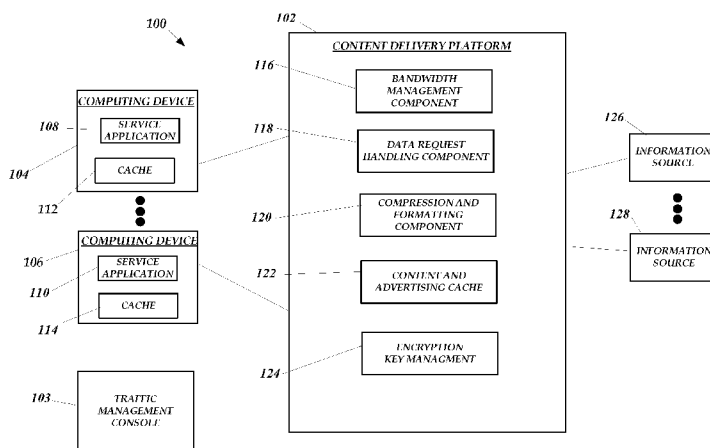 100
102
CONTENT DELIVERY PLATFORM
116
BANDWIDTH
MANAGEMENT
COMPONENT
COMPUTING DEVICE
108
SERVICE
APPLICATION
104
CACHE
112
118
DATA REQUEST
HANDLING COMPONENT
126
INFORMATION
SOURCE
120
COMPRESSION AND
FORMATTING
COMPONENT
128
INFORMATION
SOURCE
COMPUTING DEVICE
106
SERVICE
APPLICATION
110
CACHE
114
122
CONTENT AND
ADVERTISING CACHE
124
ENCRYPTION
KEY MANAGMENT
103
TRAFFIC
MANAGEMENT
CONSOLE